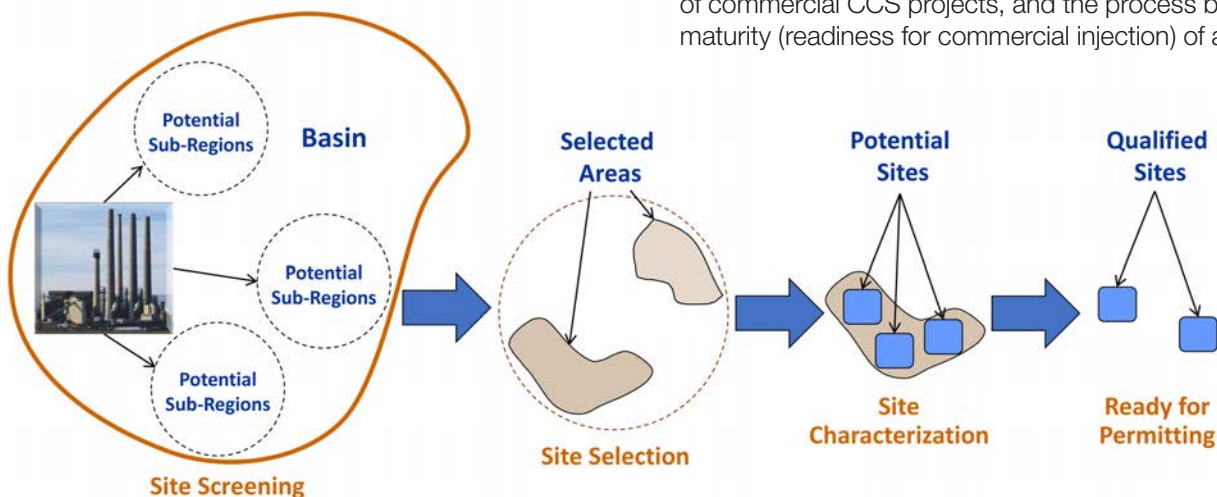 of commercial CCS projects, and the process b
maturity (readiness for commercial injection) of a
Potential
Sub-Regions
Basin
Potential
Sub-Regions
Potential
Sub-Regions
Site Screening
Selected
Areas
Site Selection
Potential
Sites
Site
Characterization
Qualified
Sites
Ready for
Permitting